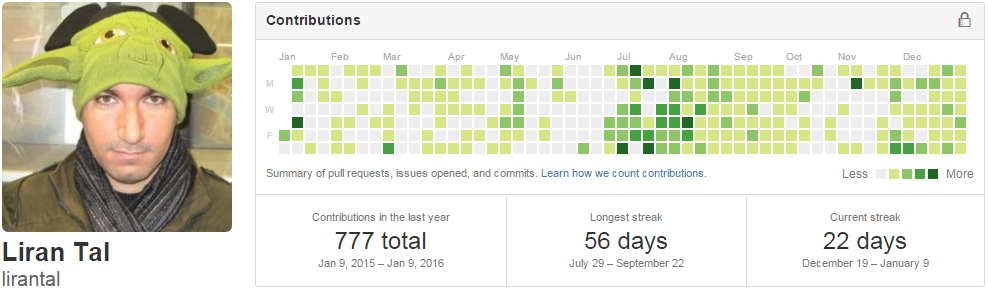 Liran Tal
lirantal
Contributions
Jan Feb Mar Apr May Jun Jul Aug Sep Oct Nov Dec
M
W
F
Summary of pull requests, issues opened, and commits. Learn how we count contributions.
Less More
Contributions in the last year
777 total
Jan 9, 2015 – Jan 9, 2016
Longest streak
56 days
July 29 – September 22
Current streak
22 days
December 19 – January 9